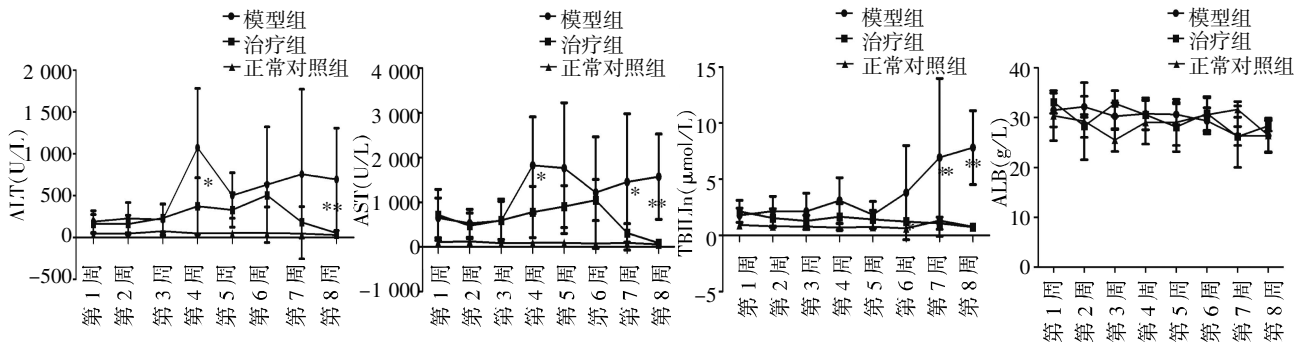 模型组
治疗组
正常对照组
2 000
1 500
1 000
500
0
-500
ALT(U/L)
*
**
第 1 周
第 2 周
第 3 周
第 4 周
第 5 周
第 6 周
第 7 周
第 8 周
模型组
治疗组
正常对照组
4 000
3 000
2 000
1 000
0
-1 000
AST(U/L)
*
*
**
第 1 周
第 2 周
第 3 周
第 4 周
第 5 周
第 6 周
第 7 周
第 8 周
模型组
治疗组
正常对照组
15
10
5
0
-5
TBILIn(μmol/L)
*
**
**
第 1 周
第 2 周
第 3 周
第 4 周
第 5 周
第 6 周
第 7 周
第 8 周
模型组
治疗组
正常对照组
40
30
20
10
0
ALB(g/L)
第 1 周
第 2 周
第 3 周
第 4 周
第 5 周
第 6 周
第 7 周
第 8 周